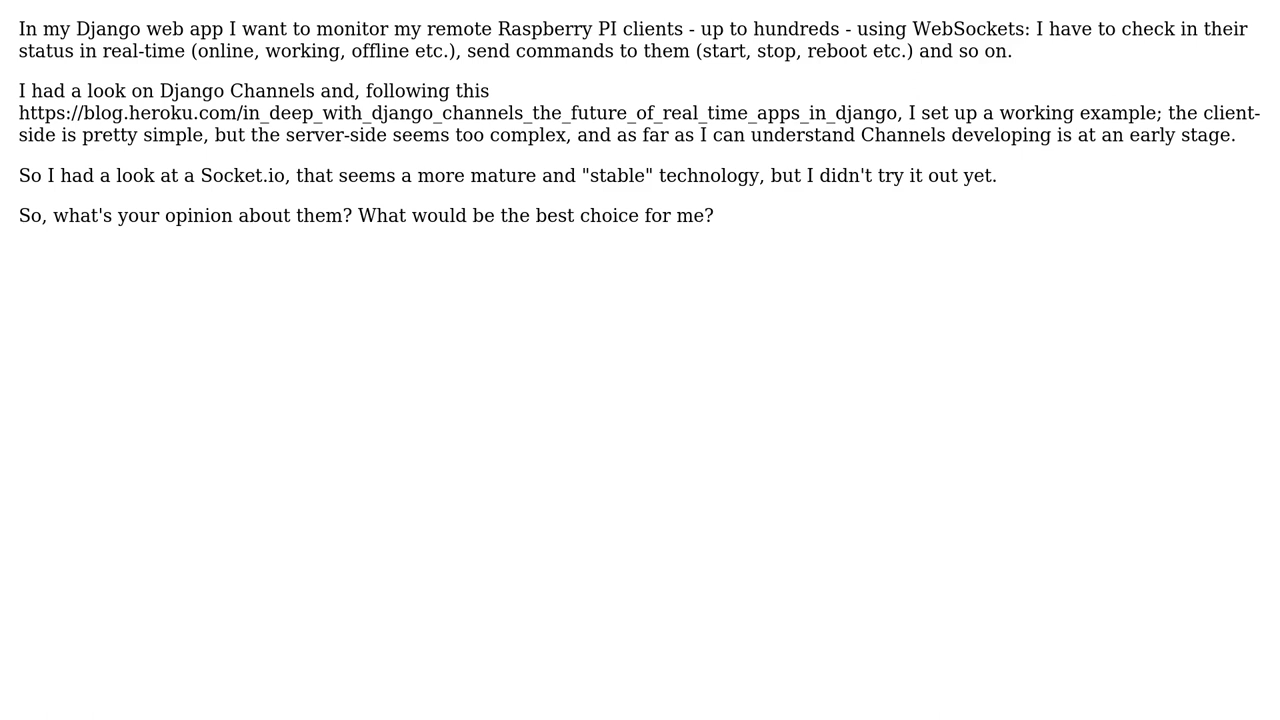 In my Django web app I want to monitor my remote Raspberry PI clients - up to hundreds - using WebSockets: I have to check in their
status in real-time (online, working, offline etc.), send commands to them (start, stop, reboot etc.) and so on.
I had a look on Django Channels and, following this
https://blog.heroku.com/in_deep_with_django_channels_the_future_of_real_time_apps_in_django, I set up a working example; the client-
side is pretty simple, but the server-side seems too complex, and as far as I can understand Channels developing is at an early stage.
So I had a look at a Socket.io, that seems a more mature and "stable" technology, but I didn't try it out yet.
So, what's your opinion about them? What would be the best choice for me?